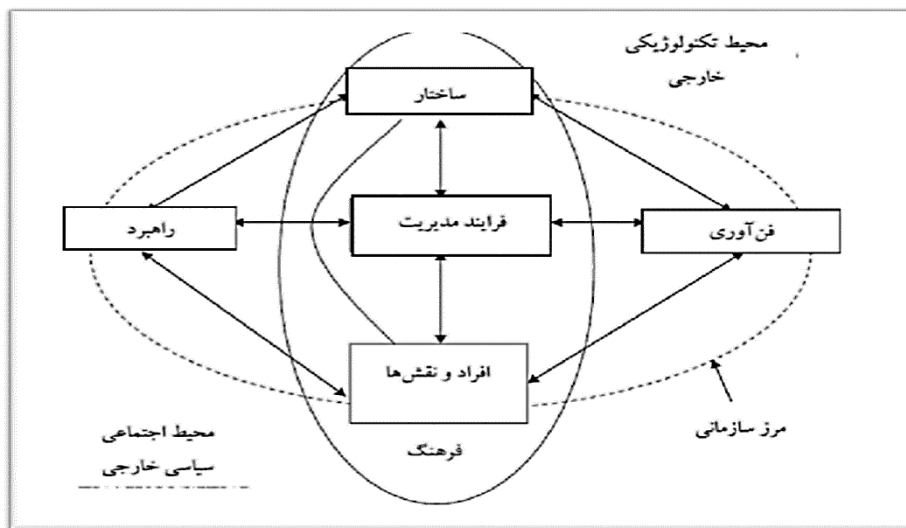 محیط تکنولوژیکی
خارجی
ساختار
راهبرد
فرایند مدیریت
فن‌آوری
افراد و نقش‌ها
فرهنگ
مرز سازمانی
محیط اجتماعی
سیاسی خارجی